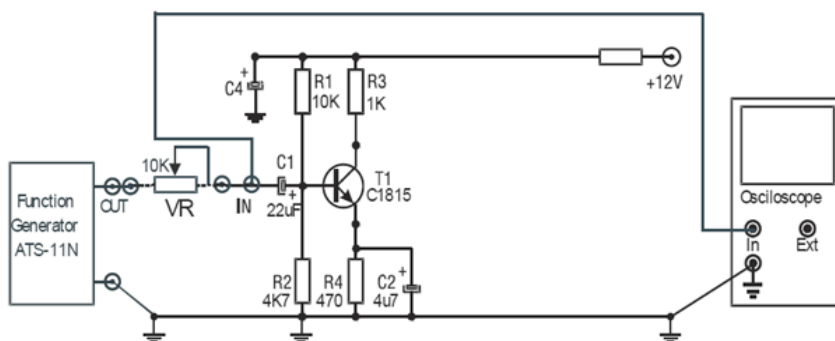 C4
+
R1
10K
R3
1K
+12V
Function
Generator
ATS-11N
OUT
10K
VR
IN
C1
+
22uF
T1
C1815
R2
4K7
R4
470
C2
4u7
+
Osciloscope
In
Ext